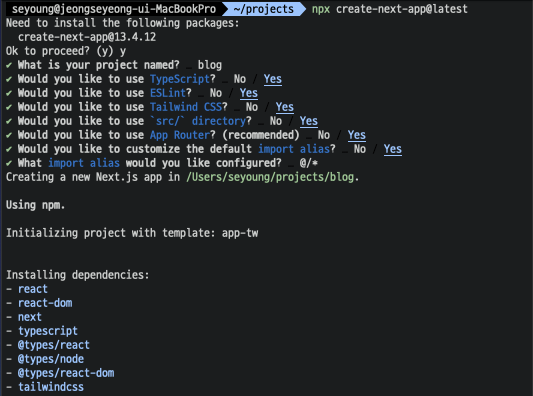 seyoung@jeongseyeong-ui-MacBookPro ~/projects npx create-next-app@latest
Need to install the following packages:
  create-next-app@13.4.12
Ok to proceed? (y) y
✔ What is your project named? … blog
✔ Would you like to use TypeScript? … No / Yes
✔ Would you like to use ESLint? … No / Yes
✔ Would you like to use Tailwind CSS? … No / Yes
✔ Would you like to use `src/` directory? … No / Yes
✔ Would you like to use App Router? (recommended) … No / Yes
✔ Would you like to customize the default import alias? … No / Yes
✔ What import alias would you like configured? … @/*
Creating a new Next.js app in /Users/seyoung/projects/blog.
Using npm.
Initializing project with template: app-tw
Installing dependencies:
- react
- react-dom
- next
- typescript
- @types/react
- @types/node
- @types/react-dom
- tailwindcss